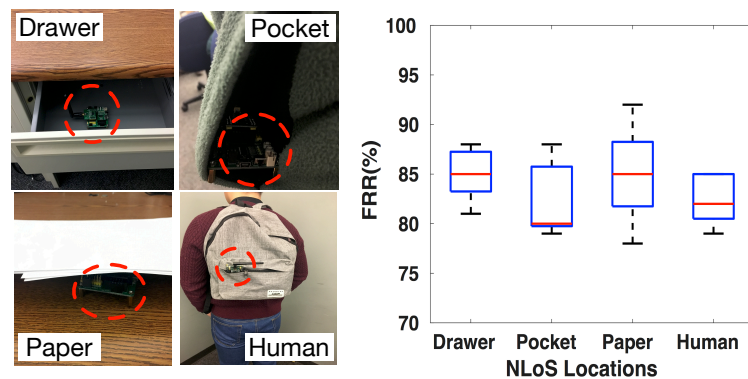 Drawer
Pocket
Paper
Human
FRR(%)
100
95
90
85
80
75
70
Drawer Pocket Paper Human
NLoS Locations